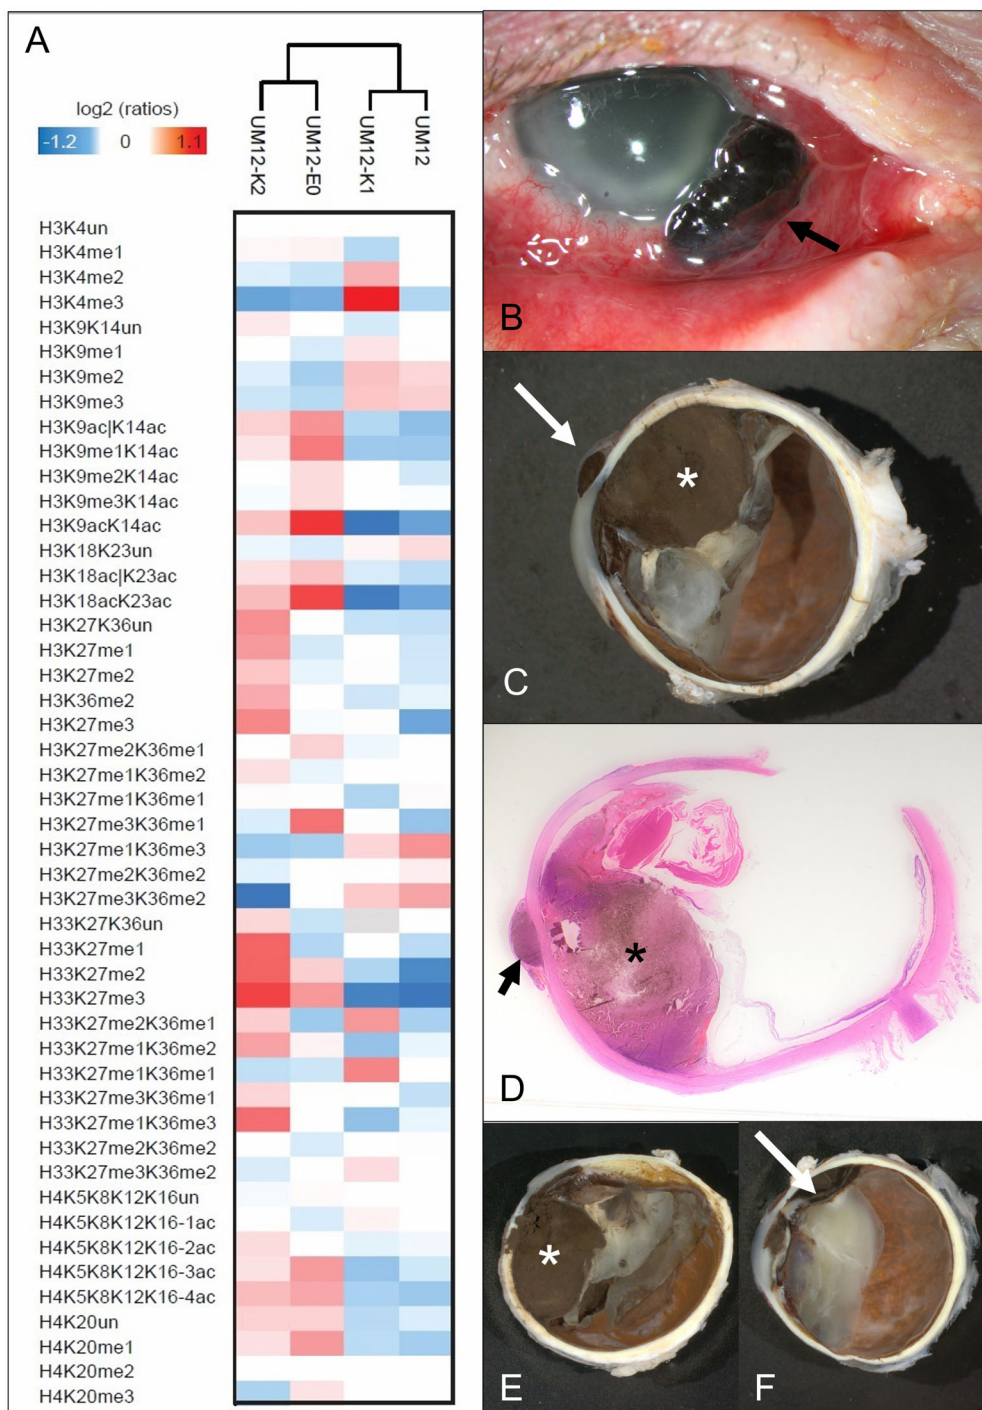 A
log2 (ratios)
-1.2 0 1.1
UM12-K2
UM12-E0
UM12-K1
UM12
H3K4un
H3K4me1
H3K4me2
H3K4me3
H3K9K14un
H3K9me1
H3K9me2
H3K9me3
H3K9ac|K14ac
H3K9me1K14ac
H3K9me2K14ac
H3K9me3K14ac
H3K9acK14ac
H3K18K23un
H3K18ac|K23ac
H3K18acK23ac
H3K27K36un
H3K27me1
H3K27me2
H3K36me2
H3K27me3
H3K27me2K36me1
H3K27me1K36me2
H3K27me1K36me1
H3K27me3K36me1
H3K27me1K36me3
H3K27me2K36me2
H3K27me3K36me2
H33K27K36un
H33K27me1
H33K27me2
H33K27me3
H33K27me2K36me1
H33K27me1K36me2
H33K27me1K36me1
H33K27me3K36me1
H33K27me1K36me3
H33K27me2K36me2
H33K27me3K36me2
H4K5K8K12K16un
H4K5K8K12K16-1ac
H4K5K8K12K16-2ac
H4K5K8K12K16-3ac
H4K5K8K12K16-4ac
H4K20un
H4K20me1
H4K20me2
H4K20me3
B
C
*
D
*
E
*
F